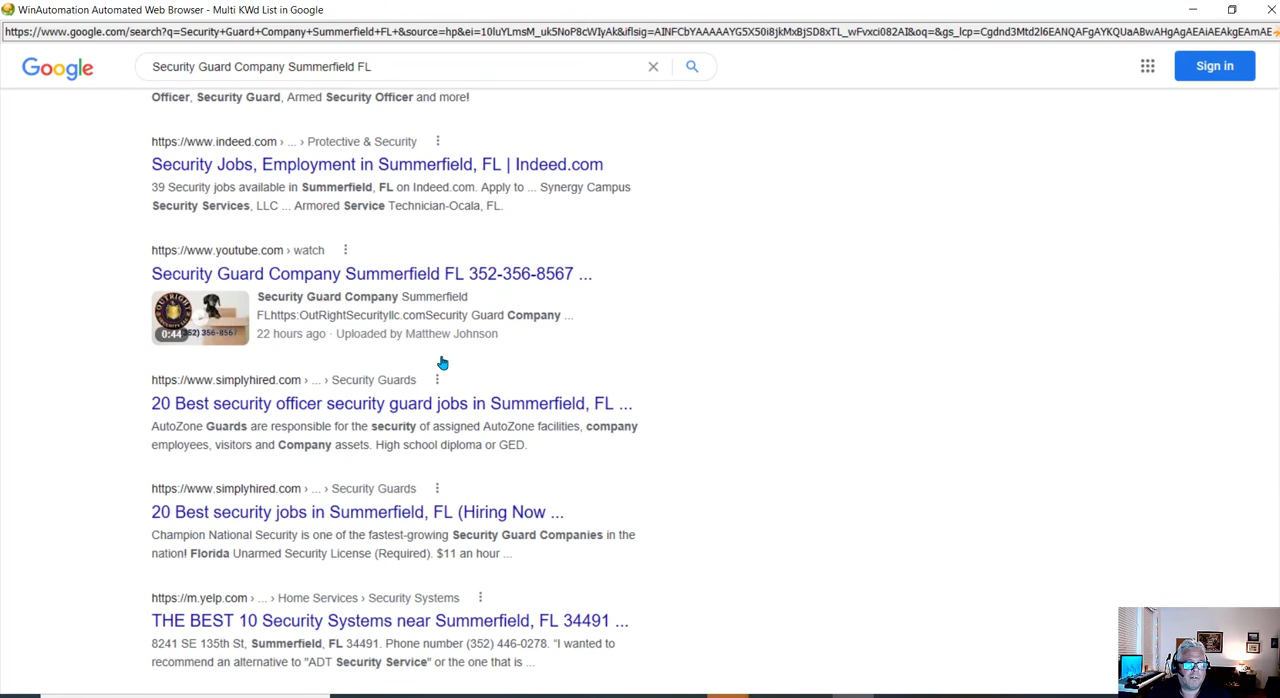 WinAutomation Automated Web Browser - Multi KWd List in Google
https://www.google.com/search?q=Security+Guard+Company+Summerfield+FL+&source=hp&ei=
Google
Security Guard Company Summerfield FL
Sign in
Officer, Security Guard, Armed Security Officer and more!
https://www.indeed.com › ... › Protective & Security
Security Jobs, Employment in Summerfield, FL | Indeed.com
39 Security jobs available in Summerfield, FL on Indeed.com. Apply to ... Synergy Campus
Security Services, LLC ... Armored Service Technician-Ocala, FL.
https://www.youtube.com › watch
Security Guard Company Summerfield FL 352-356-8567 ...
Security Guard Company Summerfield
FLhttps:OutRightSecurityllc.comSecurity Guard Company ...
OUTRIGHT
0:44
352) 356-8567
22 hours ago · Uploaded by Matthew Johnson
https://www.simplyhired.com › ... › Security Guards
20 Best security officer security guard jobs in Summerfield, FL ...
AutoZone Guards are responsible for the security of assigned AutoZone facilities, company
employees, visitors and Company assets. High school diploma or GED.
https://www.simplyhired.com › ... › Security Guards
20 Best security jobs in Summerfield, FL (Hiring Now ...
Champion National Security is one of the fastest-growing Security Guard Companies in the
nation! Florida Unarmed Security License (Required). $11 an hour ...
https://m.yelp.com › ... › Home Services › Security Systems
THE BEST 10 Security Systems near Summerfield, FL 34491 ...
8241 SE 135th St, Summerfield, FL 34491. Phone number (352) 446-0278. “I wanted to
recommend an alternative to "ADT Security Service" or the one that is ...